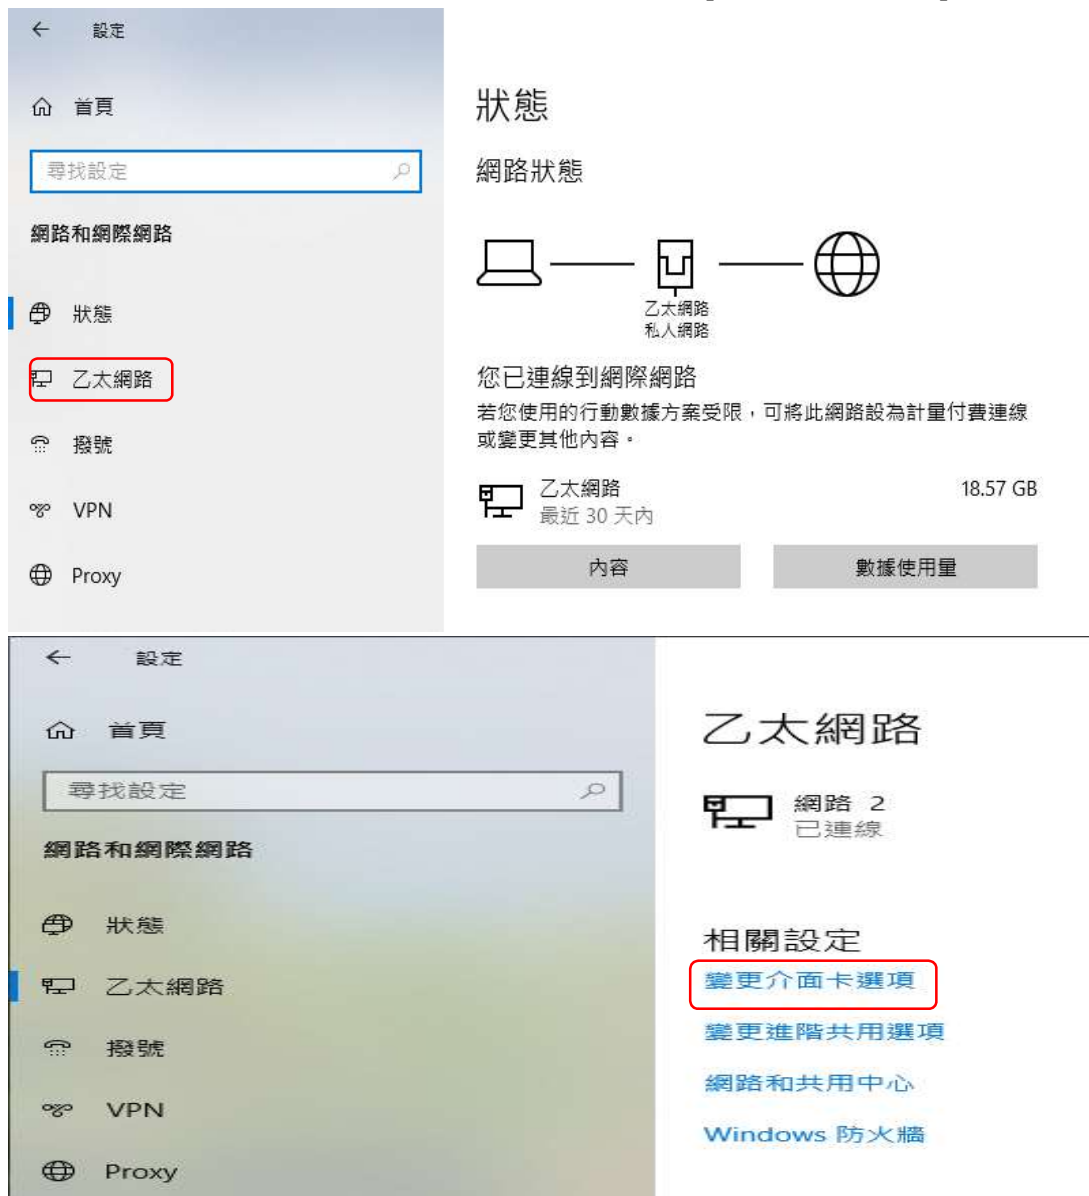 設定
首頁
尋找設定
網路和網際網路
狀態
乙太網路
撥號
VPN
Proxy
狀態
網路狀態
乙太網路
私人網路
您已連線到網際網路
若您使用的行動數據方案受限，可將此網路設為計量付費連線
或變更其他內容。
乙太網路 18.57 GB
最近 30 天內
內容 數據使用量
設定
首頁
尋找設定
網路和網際網路
狀態
乙太網路
撥號
VPN
Proxy
乙太網路
網路 2
已連線
相關設定
變更介面卡選項
變更進階共用選項
網路和共用中心
Windows 防火牆